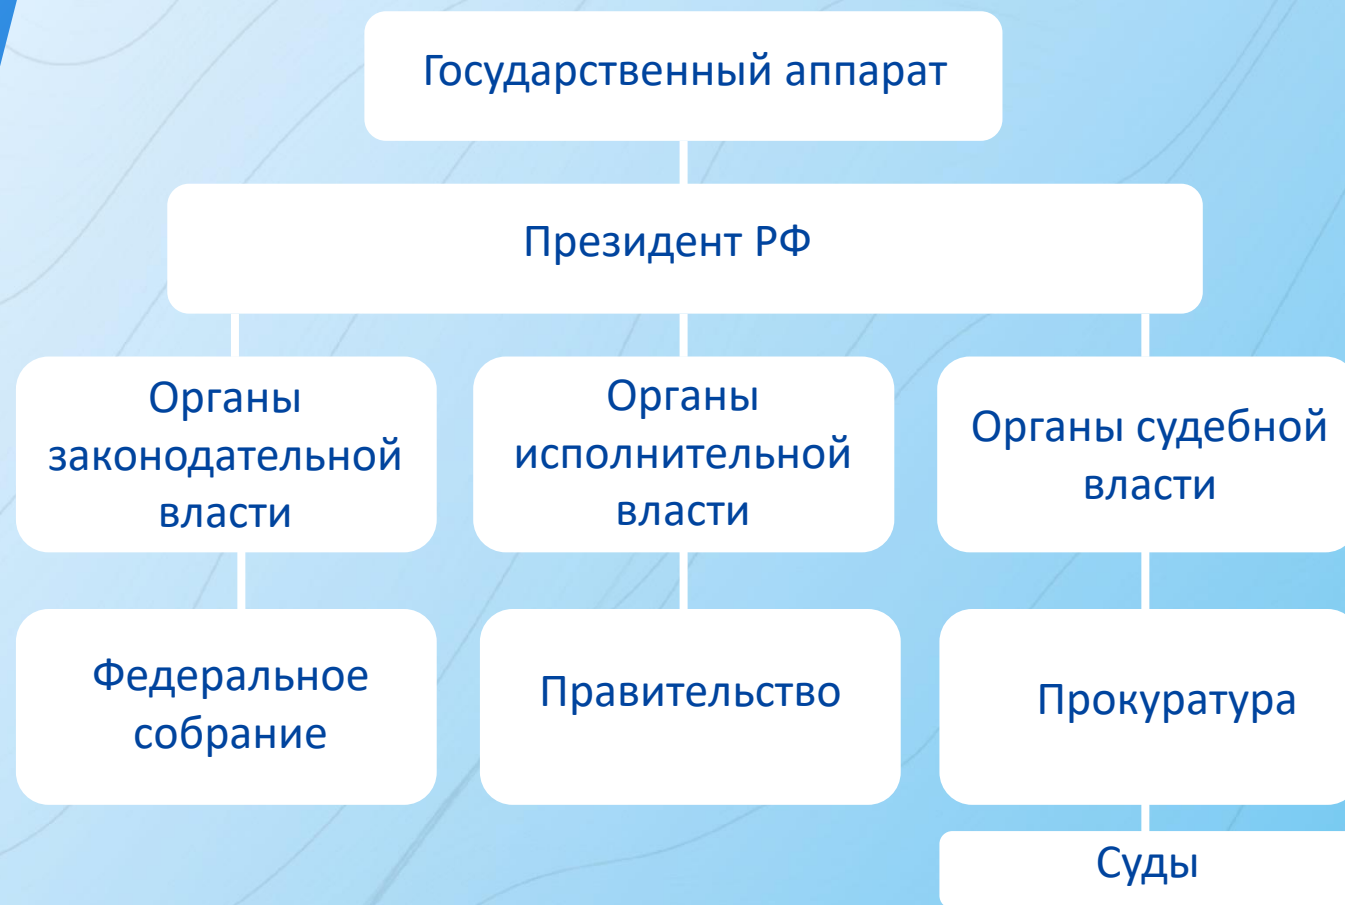 Государственный аппарат
Президент РФ
Органы
законодательной
власти
Органы
исполнительной
власти
Органы судебной
власти
Федеральное
собрание
Правительство
Прокуратура
Суды